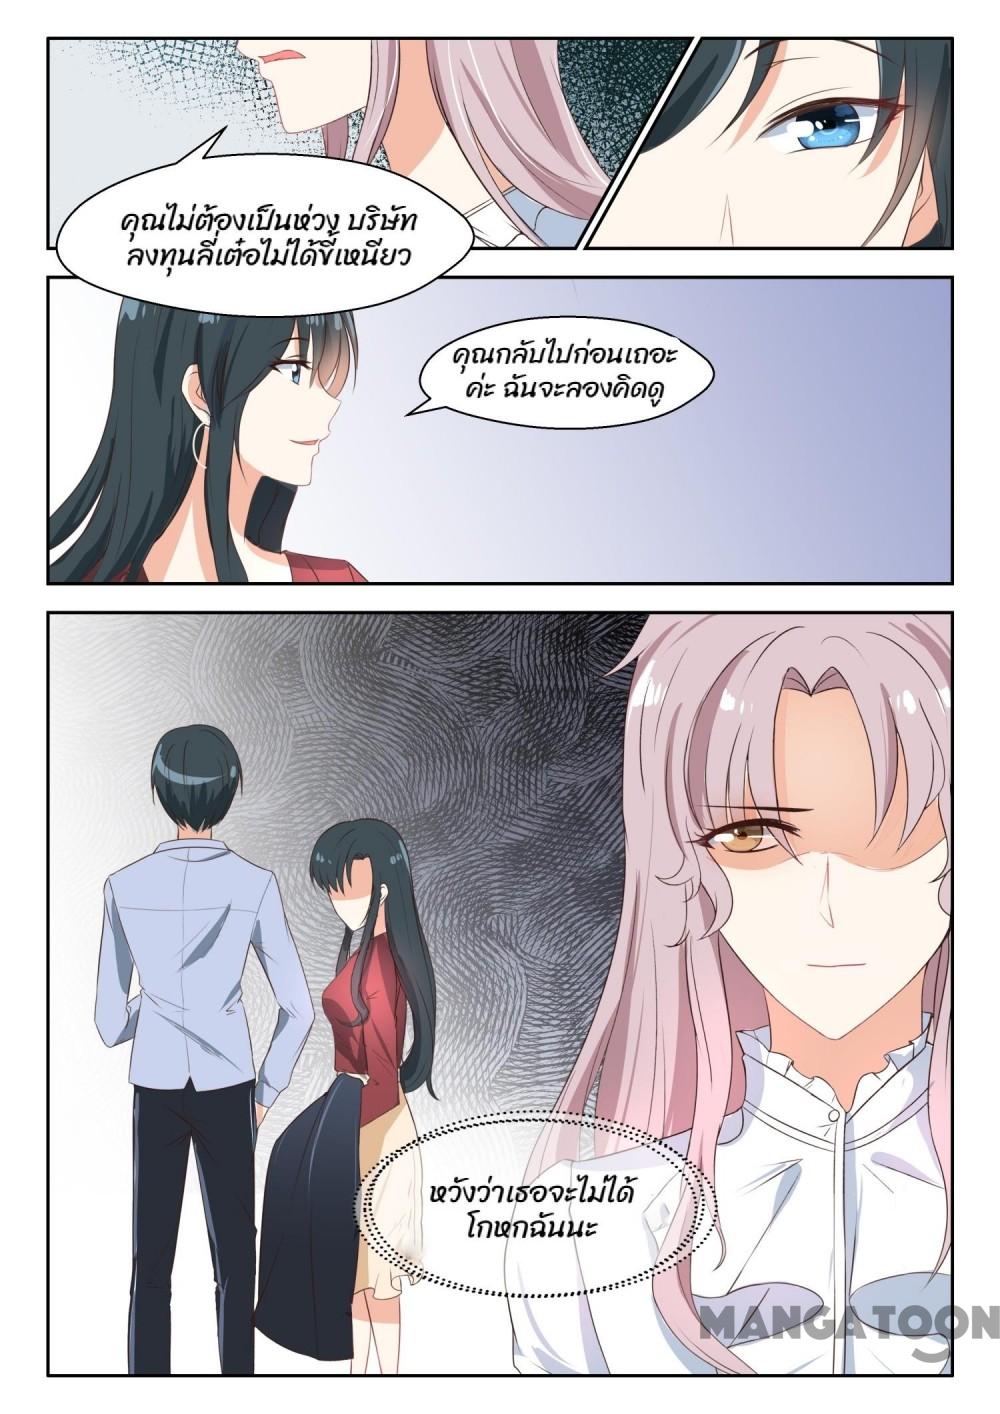 คุณไม่ต้องเป็นห่วง บริษัท
ลงทุนลี่เต๋อไม่ได้ขี้เหนียว
คุณกลับไปก่อนเถอะ
ค่ะ ฉันจะลองคิดดู
หวังว่าเธอจะไม่ได้
โกหกฉันนะ
MANGATOON